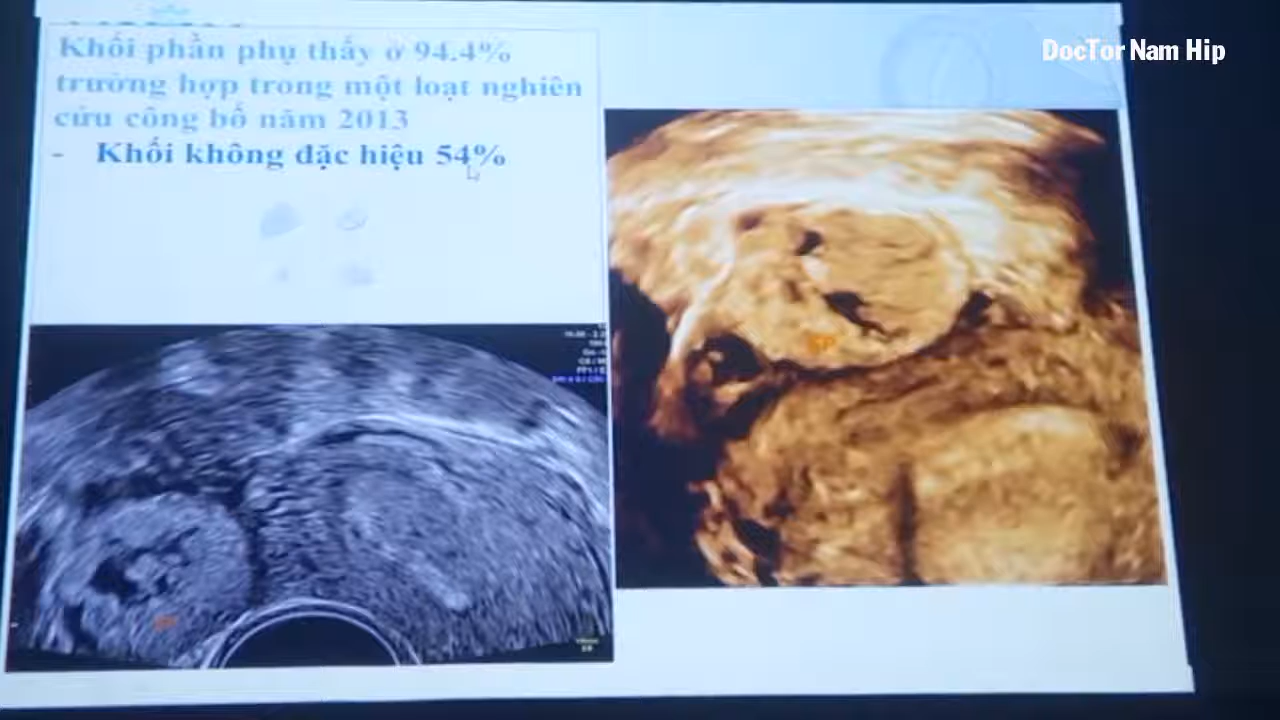 DocTor Nam Hip
Khối phần phụ thấy ở 94.4%
trường hợp trong một loạt nghiên
cứu công bố năm 2013
- Khối không đặc hiệu 54%